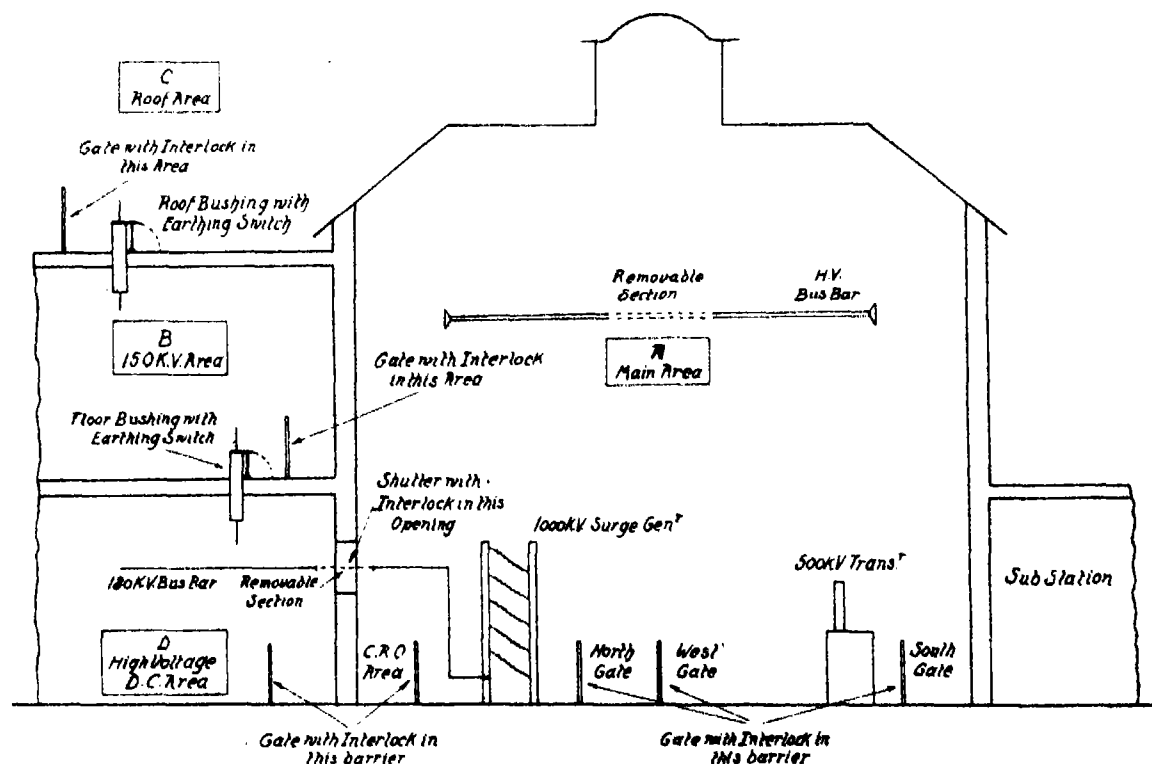 C
Roof Area
Gate with Interlock in
this Area
Roof Bushing with
Earthing Switch
Removable
Section
H.V.
Bus Bar
B
150 K.V. Area
A
Main Area
Gate with Interlock
in this Area
Floor Bushing with
Earthing Switch
Shutter with
Interlock in this
Opening
1000KV Surge Genr
180KV. Bus Bar
Removable
Section
500KV Trans.r
Sub Station
D
High Voltage
D.C. Area
C.R.O
Area
North
Gate
West
Gate
South
Gate
Gate with Interlock in
this barrier
Gate with Interlock in
this barrier